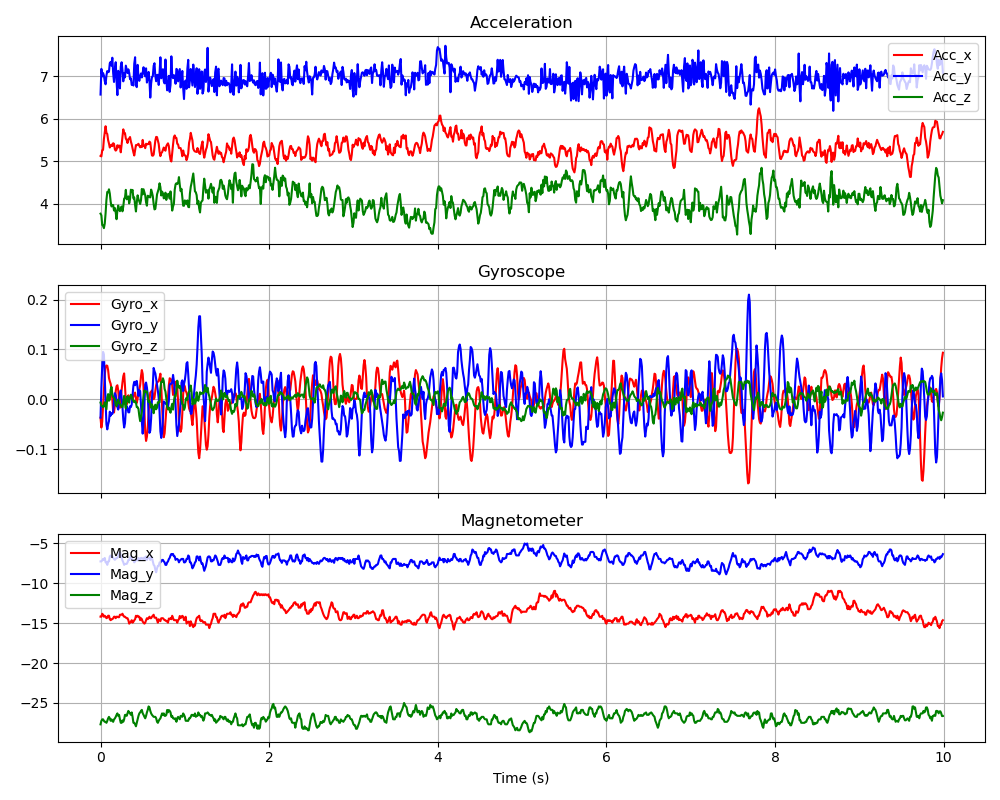 Acceleration
7
6
5
4
Acc_x
Acc_y
Acc_z
Gyroscope
0.2
0.1
0.0
−0.1
Gyro_x
Gyro_y
Gyro_z
Magnetometer
−5
−10
−15
−20
−25
Mag_x
Mag_y
Mag_z
0 2 4 6 8 10
Time (s)